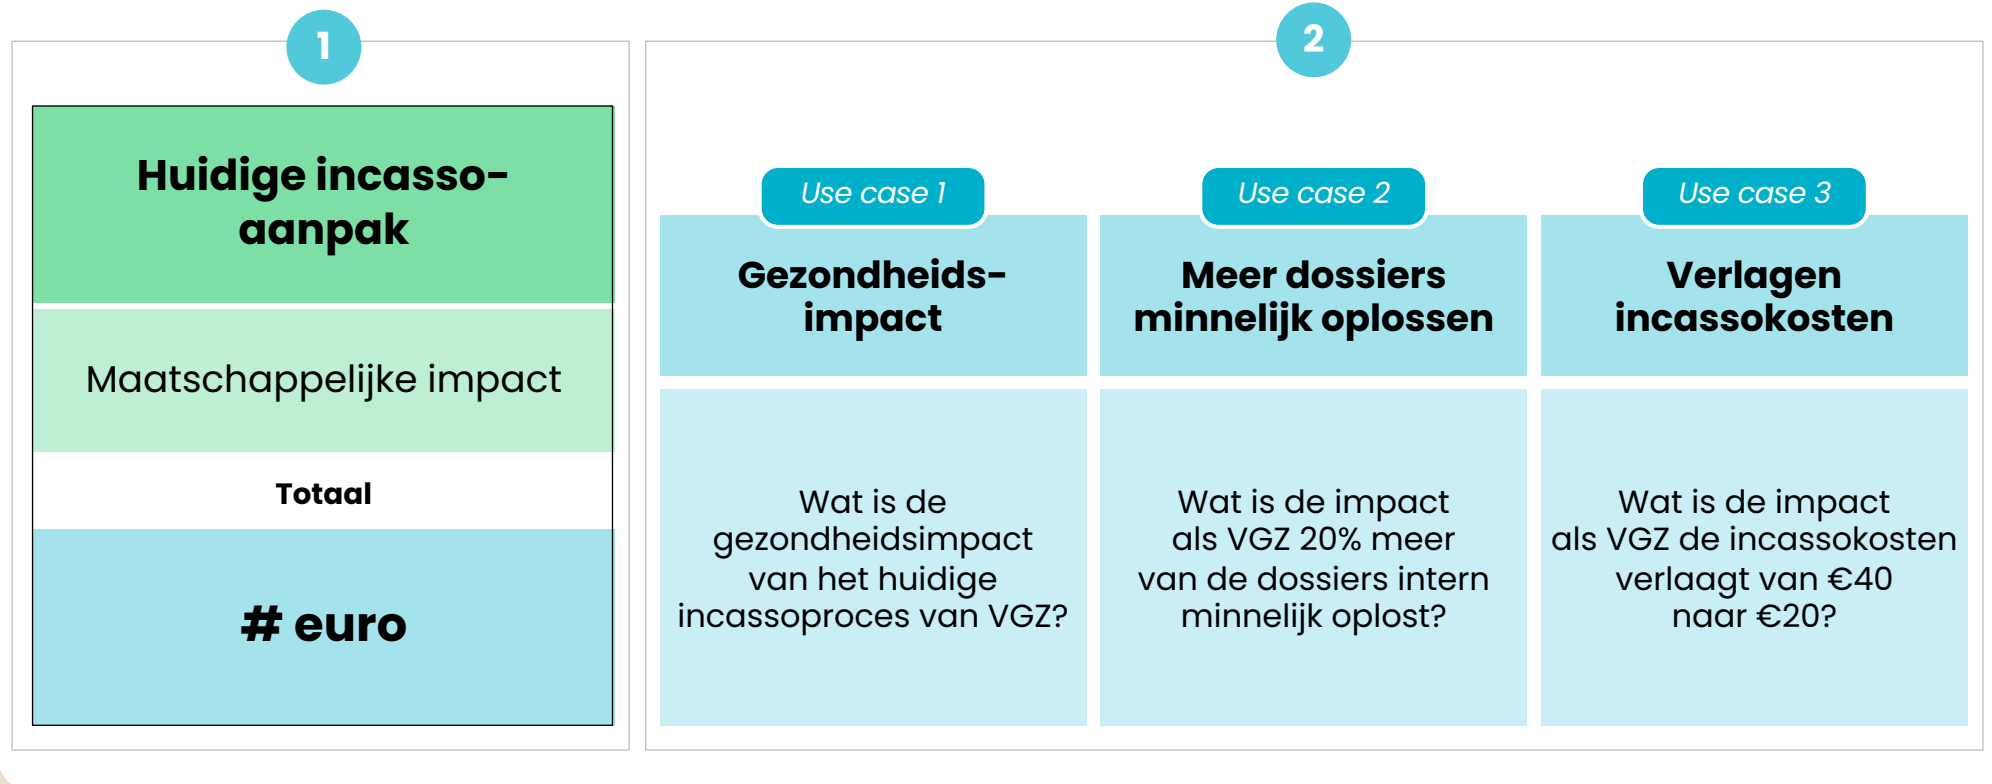 1
Huidige incasso-
aanpak
Maatschappelijke impact
Totaal
# euro
2
Use case 1
Gezondheids-
impact
Wat is de
gezondheidsimpact
van het huidige
incassoproces van VGZ?
Use case 2
Meer dossiers
minnelijk oplossen
Wat is de impact
als VGZ 20% meer
van de dossiers intern
minnelijk oplost?
Use case 3
Verlagen
incassokosten
Wat is de impact
als VGZ de incassokosten
verlaagt van €40
naar €20?